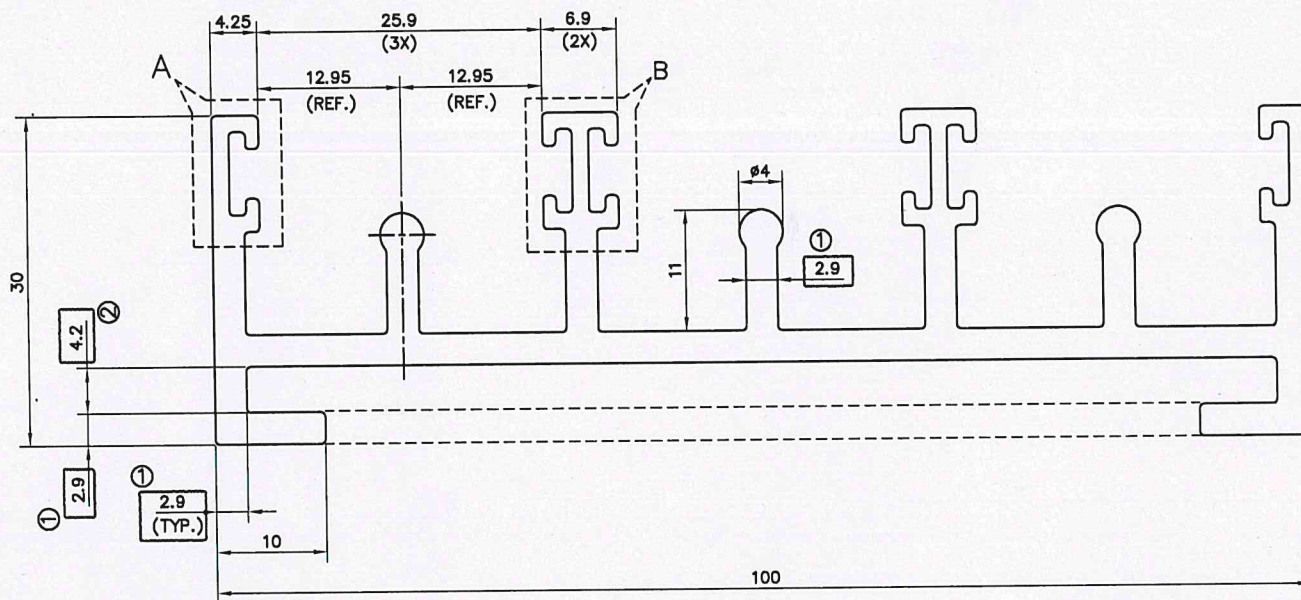 4.25
25.9
(3X)
6.9
(2X)
A
12.95
(REF.)
12.95
(REF.)
B
ø4
①
2.9
11
30
4.2
②
2.9
①
①
2.9
(TYP.)
10
100